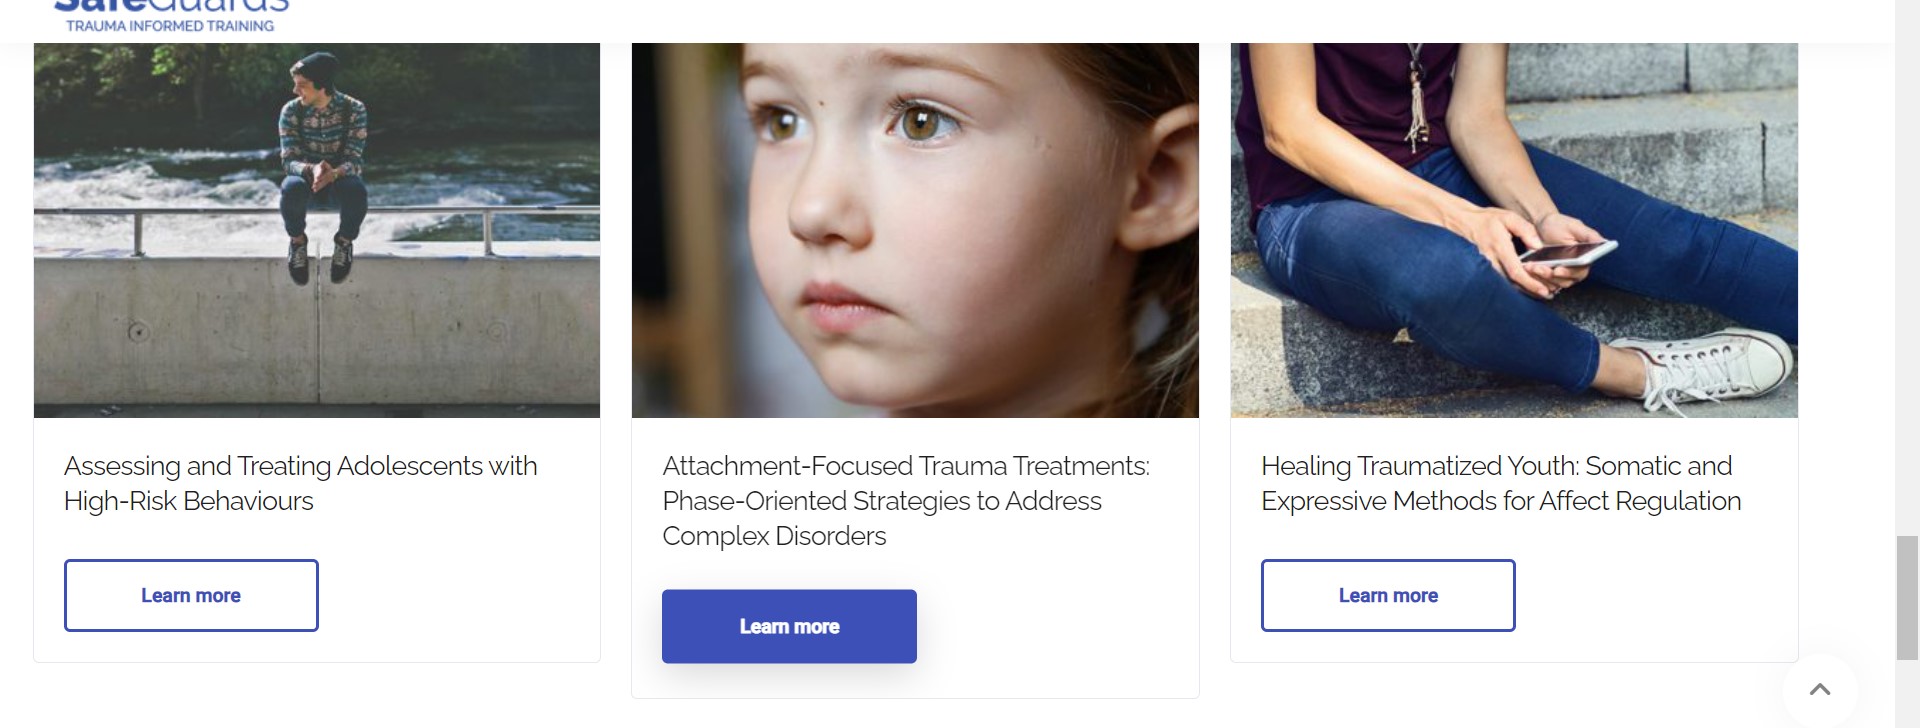 SafeGuards
TRAUMA INFORMED TRAINING
Assessing and Treating Adolescents with
High-Risk Behaviours
Learn more
Attachment-Focused Trauma Treatments:
Phase-Oriented Strategies to Address
Complex Disorders
Learn more
Healing Traumatized Youth: Somatic and
Expressive Methods for Affect Regulation
Learn more